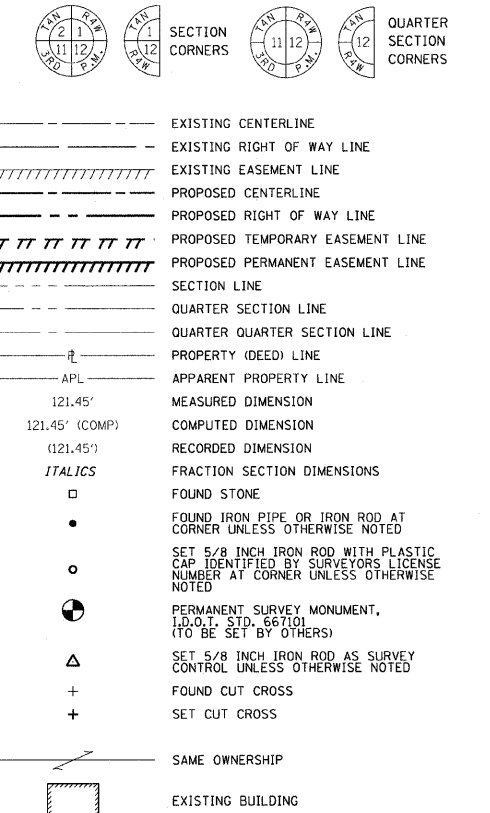 T4N R4W 2 1 11 12 3RD P.M.
T4N 1 12 R4W
SECTION
CORNERS
T4N R4W 11 12 3RD P.M.
T4N 12 R4W
QUARTER
SECTION
CORNERS
EXISTING CENTERLINE
EXISTING RIGHT OF WAY LINE
EXISTING EASEMENT LINE
PROPOSED CENTERLINE
PROPOSED RIGHT OF WAY LINE
TT TT TT TT TT PROPOSED TEMPORARY EASEMENT LINE
PROPOSED PERMANENT EASEMENT LINE
SECTION LINE
QUARTER SECTION LINE
QUARTER QUARTER SECTION LINE
PL PROPERTY (DEED) LINE
APL APPARENT PROPERTY LINE
121.45' MEASURED DIMENSION
121.45' (COMP) COMPUTED DIMENSION
(121.45') RECORDED DIMENSION
ITALICS FRACTION SECTION DIMENSIONS
FOUND STONE
FOUND IRON PIPE OR IRON ROD AT
CORNER UNLESS OTHERWISE NOTED
SET 5/8 INCH IRON ROD WITH PLASTIC
CAP IDENTIFIED BY SURVEYORS LICENSE
NUMBER AT CORNER UNLESS OTHERWISE
NOTED
PERMANENT SURVEY MONUMENT,
I.D.O.T. STD. 667101
(TO BE SET BY OTHERS)
SET 5/8 INCH IRON ROD AS SURVEY
CONTROL UNLESS OTHERWISE NOTED
FOUND CUT CROSS
SET CUT CROSS
SAME OWNERSHIP
EXISTING BUILDING